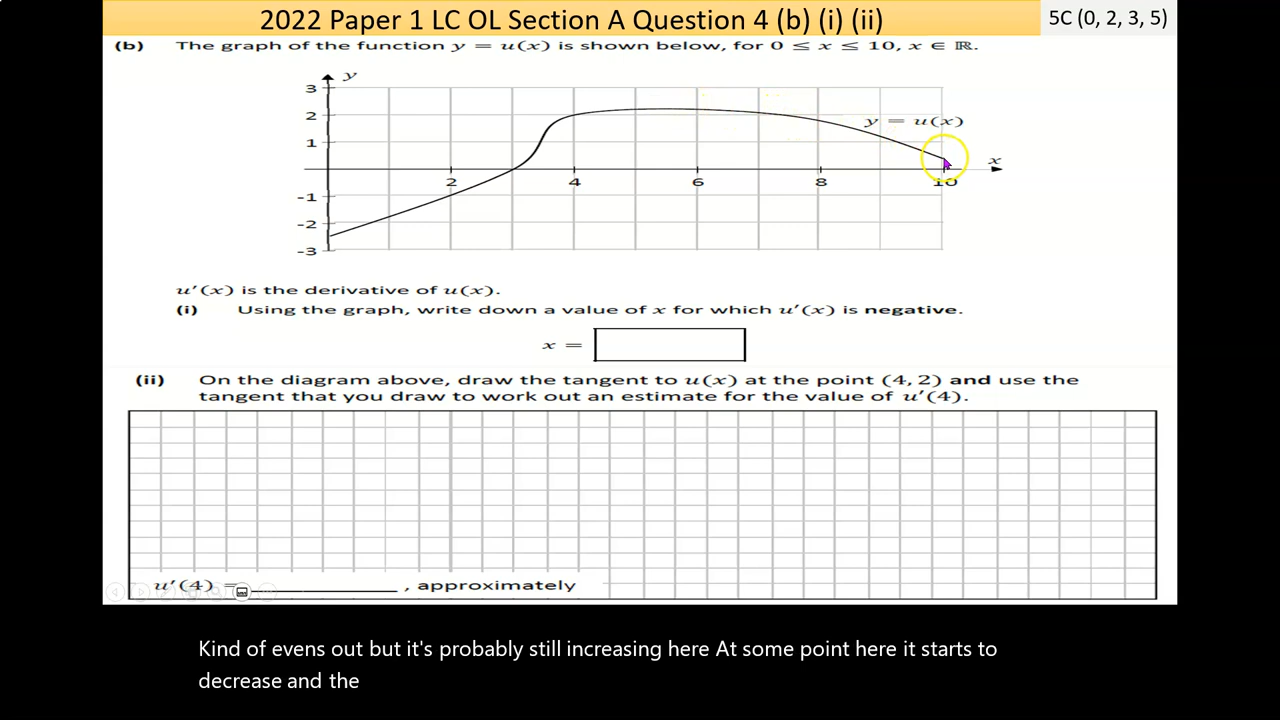 2022 Paper 1 LC OL Section A Question 4 (b) (i) (ii)
5C (0, 2, 3, 5)
(b) The graph of the function y = u(x) is shown below, for 0 ≤ x ≤ 10, x ∈ ℝ.
y
3
2
y = u(x)
1
x
2 4 6 8 10
-1
-2
-3
u′(x) is the derivative of u(x).
(i) Using the graph, write down a value of x for which u′(x) is negative.
x =
(ii) On the diagram above, draw the tangent to u(x) at the point (4, 2) and use the
tangent that you draw to work out an estimate for the value of u′(4).
u′(4) = ____________ , approximately
Kind of evens out but it's probably still increasing here At some point here it starts to
decrease and the